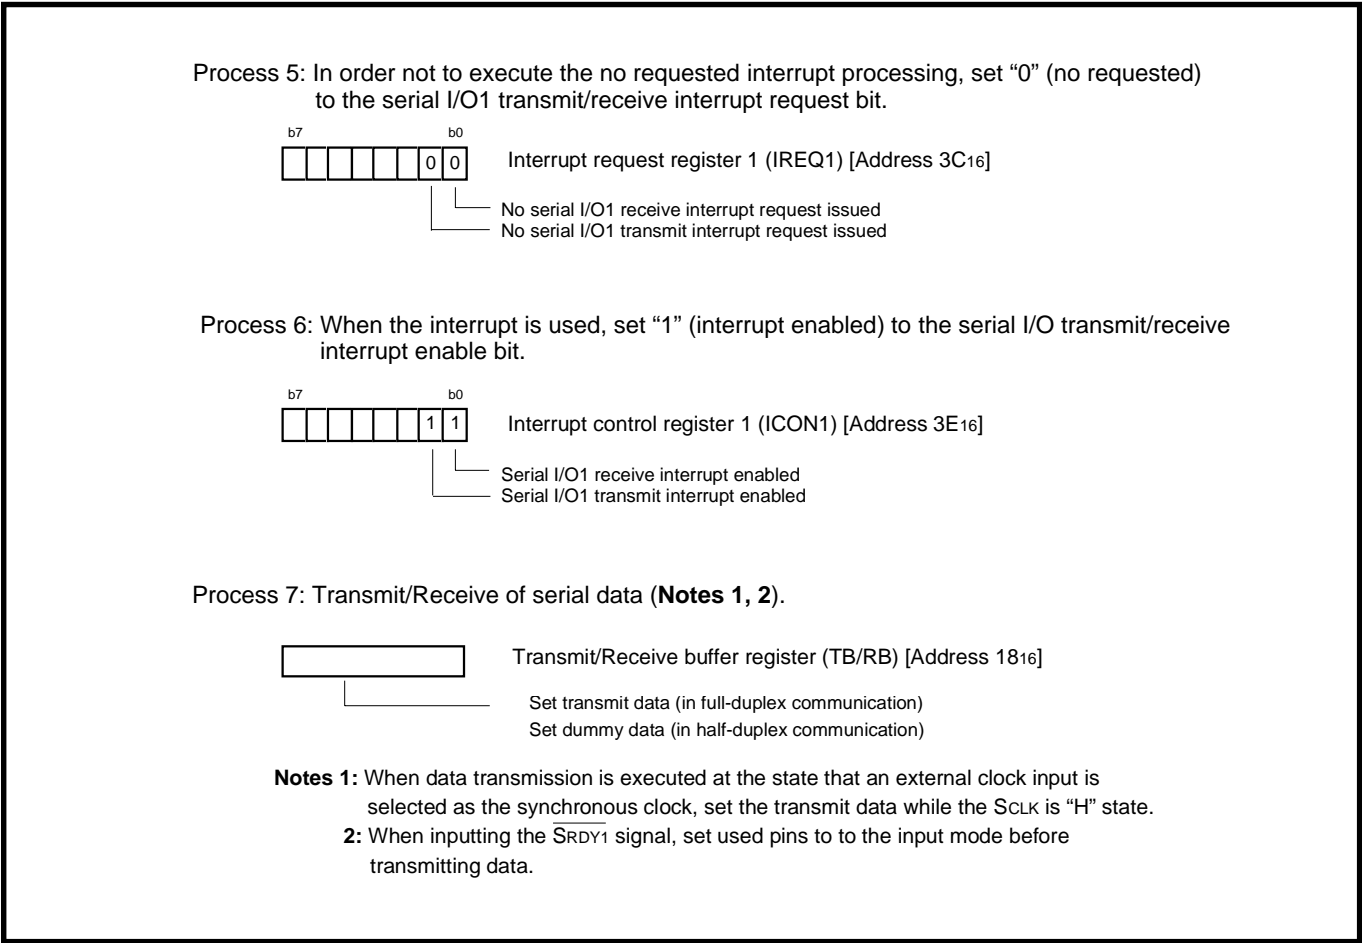 Process 5: In order not to execute the no requested interrupt processing, set “0” (no requested)
to the serial I/O1 transmit/receive interrupt request bit.
b7 b0
0 0 Interrupt request register 1 (IREQ1) [Address 3C16]
No serial I/O1 receive interrupt request issued
No serial I/O1 transmit interrupt request issued
Process 6: When the interrupt is used, set “1” (interrupt enabled) to the serial I/O transmit/receive
interrupt enable bit.
b7 b0
1 1 Interrupt control register 1 (ICON1) [Address 3E16]
Serial I/O1 receive interrupt enabled
Serial I/O1 transmit interrupt enabled
Process 7: Transmit/Receive of serial data (Notes 1, 2).
Transmit/Receive buffer register (TB/RB) [Address 1816]
Set transmit data (in full-duplex communication)
Set dummy data (in half-duplex communication)
Notes 1: When data transmission is executed at the state that an external clock input is
selected as the synchronous clock, set the transmit data while the SCLK is “H” state.
2: When inputting the SRDY1 signal, set used pins to to the input mode before
transmitting data.